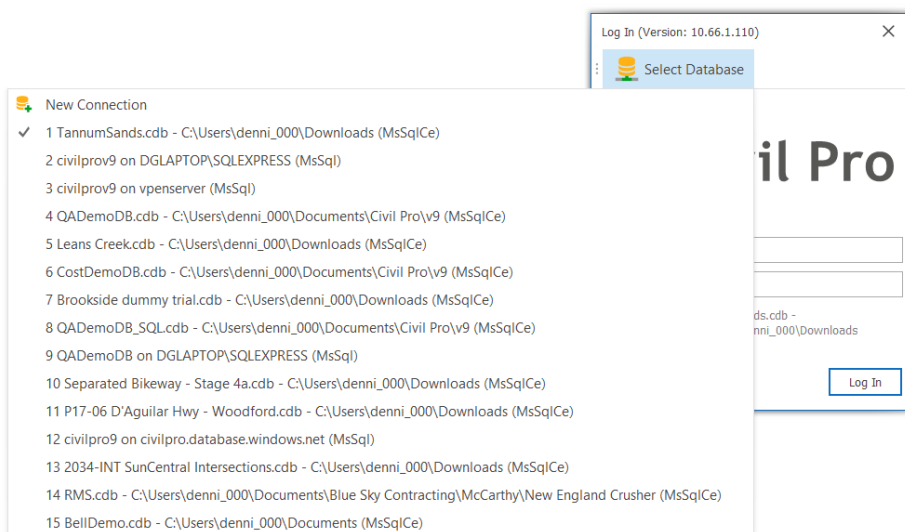 Log In (Version: 10.66.1.110)
Select Database
New Connection
1 TannumSands.cdb - C:\Users\denni_000\Downloads (MsSqlCe)
2 civilprov9 on DGLAPTOP\SQLEXPRESS (MsSql)
3 civilprov9 on vpenserver (MsSql)
4 QADemoDB.cdb - C:\Users\denni_000\Documents\Civil Pro\v9 (MsSqlCe)
5 Leans Creek.cdb - C:\Users\denni_000\Downloads (MsSqlCe)
6 CostDemoDB.cdb - C:\Users\denni_000\Documents\Civil Pro\v9 (MsSqlCe)
7 Brookside dummy trial.cdb - C:\Users\denni_000\Downloads (MsSqlCe)
8 QADemoDB_SQL.cdb - C:\Users\denni_000\Documents\Civil Pro\v9 (MsSqlCe)
9 QADemoDB on DGLAPTOP\SQLEXPRESS (MsSql)
10 Separated Bikeway - Stage 4a.cdb - C:\Users\denni_000\Downloads (MsSqlCe)
11 P17-06 D'Aguilar Hwy - Woodford.cdb - C:\Users\denni_000\Downloads (MsSqlCe)
12 civilpro9 on civilpro.database.windows.net (MsSql)
13 2034-INT SunCentral Intersections.cdb - C:\Users\denni_000\Downloads (MsSqlCe)
14 RMS.cdb - C:\Users\denni_000\Documents\Blue Sky Contracting\McCarthy\New England Crusher (MsSqlCe)
15 BellDemo.cdb - C:\Users\denni_000\Documents (MsSqlCe)
il Pro
ds.cdb -
nni_000\Downloads
Log In